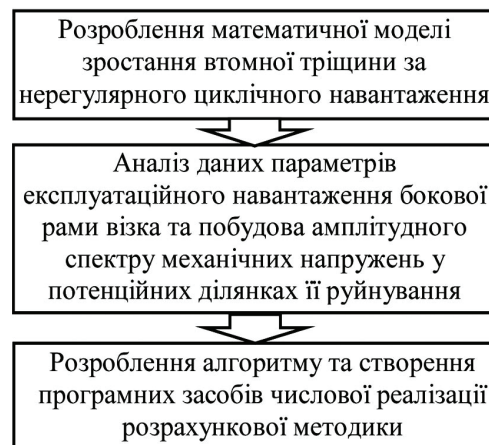 Розроблення математичної моделі
зростання втомної тріщини за
нерегулярного циклічного навантаження
Аналіз даних параметрів
експлуатаційного навантаження бокової
рами візка та побудова амплітудного
спектру механічних напружень у
потенційних ділянках її руйнування
Розроблення алгоритму та створення
програмних засобів числової реалізації
розрахункової методики